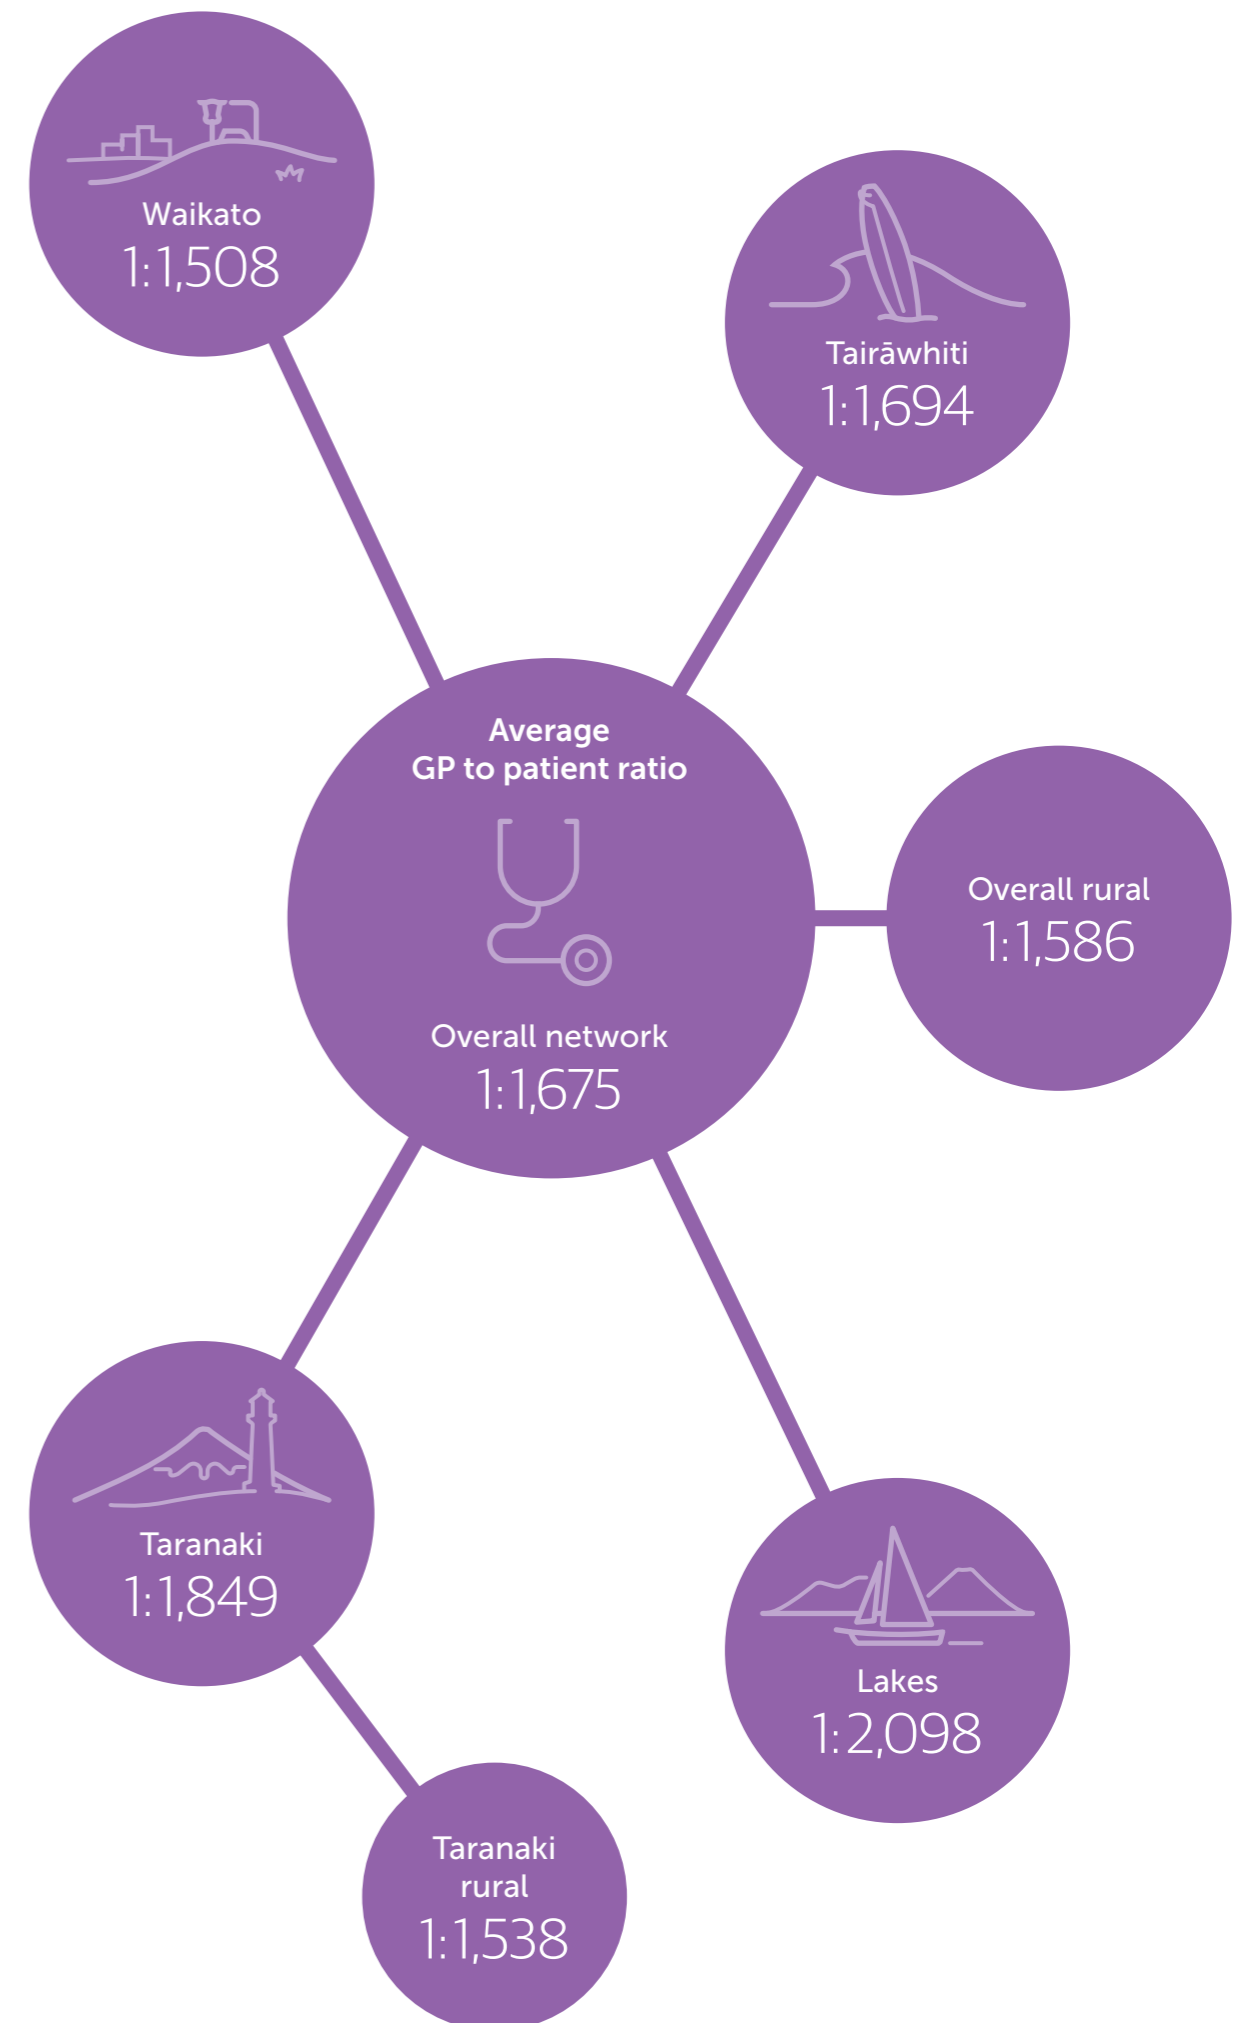 Waikato
1:1,508
Tairāwhiti
1:1,694
Average
GP to patient ratio
Overall network
1:1,675
Overall rural
1:1,586
Taranaki
1:1,849
Lakes
1:2,098
Taranaki
rural
1:1,538